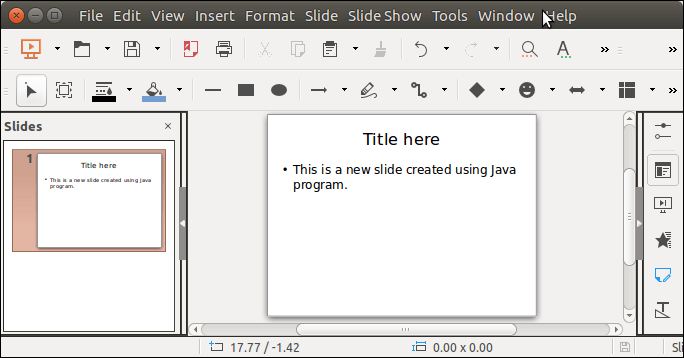 File Edit View Insert Format Slide Slide Show Tools Window Help
Slides
1
Title here
• This is a new slide created using Java
program.
Title here
• This is a new slide created using Java
program.
17.77 / -1.42 0.00 x 0.00 Sli